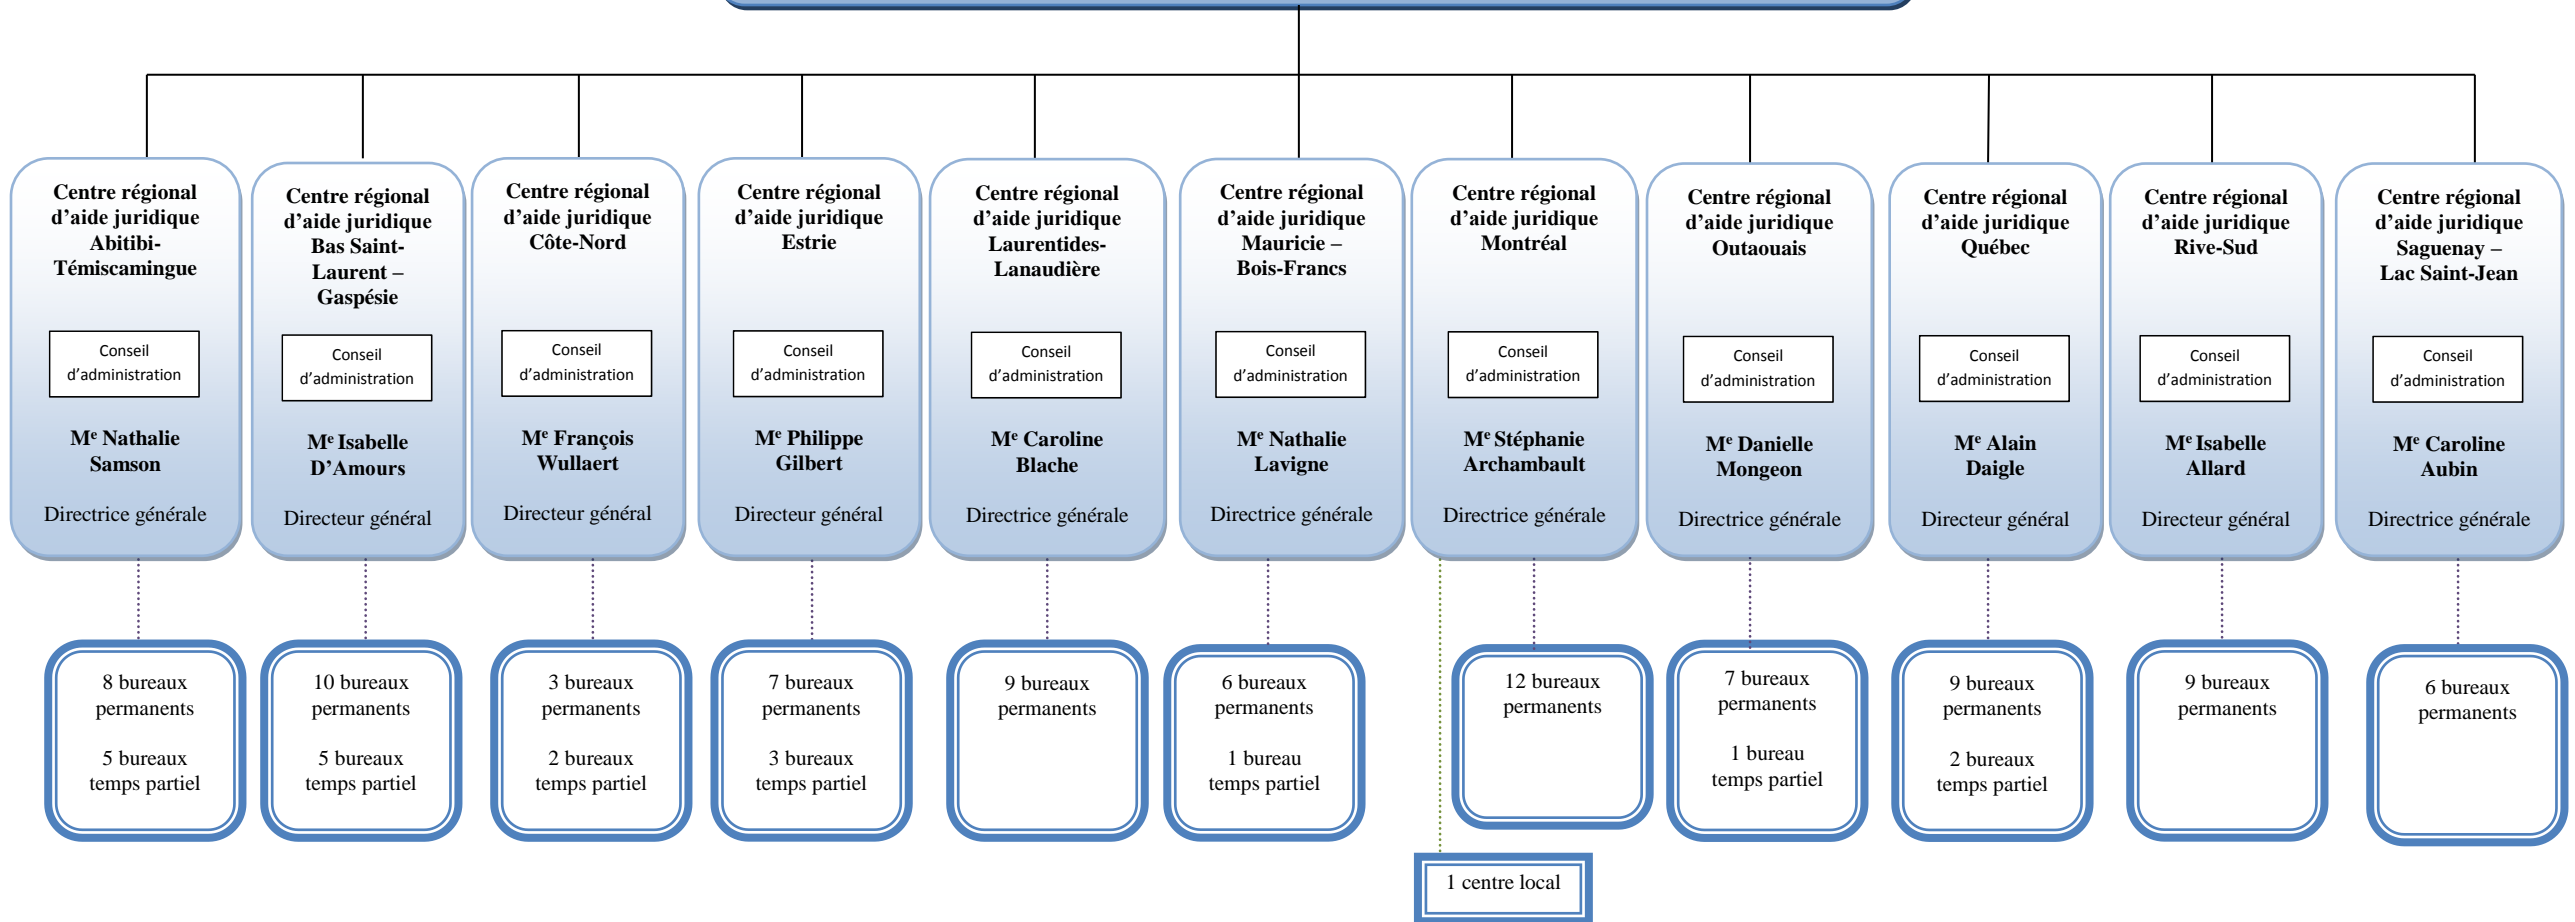 Centre régional
d’aide juridique
Abitibi-
Témiscamingue
Conseil
d’administration
Mᵉ Nathalie
Samson
Directrice générale
8 bureaux
permanents
5 bureaux
temps partiel
Centre régional
d’aide juridique
Bas Saint-
Laurent –
Gaspésie
Conseil
d’administration
Mᵉ Isabelle
D’Amours
Directeur général
10 bureaux
permanents
5 bureaux
temps partiel
Centre régional
d’aide juridique
Côte-Nord
Conseil
d’administration
Mᵉ François
Wullaert
Directeur général
3 bureaux
permanents
2 bureaux
temps partiel
Centre régional
d’aide juridique
Estrie
Conseil
d’administration
Mᵉ Philippe
Gilbert
Directeur général
7 bureaux
permanents
3 bureaux
temps partiel
Centre régional
d’aide juridique
Laurentides-
Lanaudière
Conseil
d’administration
Mᵉ Caroline
Blache
Directrice générale
9 bureaux
permanents
Centre régional
d’aide juridique
Mauricie –
Bois-Francs
Conseil
d’administration
Mᵉ Nathalie
Lavigne
Directrice générale
6 bureaux
permanents
1 bureau
temps partiel
Centre régional
d’aide juridique
Montréal
Conseil
d’administration
Mᵉ Stéphanie
Archambault
Directrice générale
12 bureaux
permanents
1 centre local
Centre régional
d’aide juridique
Outaouais
Conseil
d’administration
Mᵉ Danielle
Mongeon
Directrice générale
7 bureaux
permanents
1 bureau
temps partiel
Centre régional
d’aide juridique
Québec
Conseil
d’administration
Mᵉ Alain
Daigle
Directeur général
9 bureaux
permanents
2 bureaux
temps partiel
Centre régional
d’aide juridique
Rive-Sud
Conseil
d’administration
Mᵉ Isabelle
Allard
Directeur général
9 bureaux
permanents
Centre régional
d’aide juridique
Saguenay –
Lac Saint-Jean
Conseil
d’administration
Mᵉ Caroline
Aubin
Directrice générale
6 bureaux
permanents